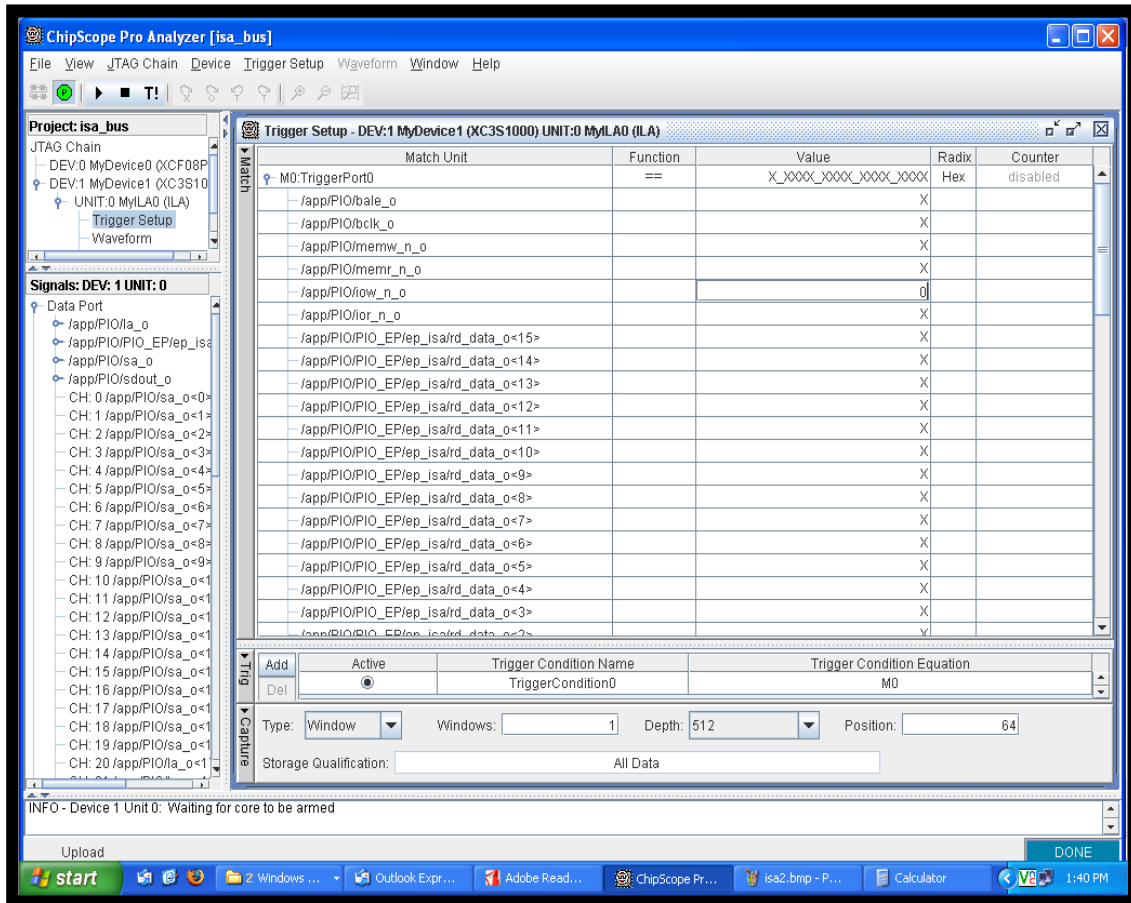 ChipScope Pro Analyzer [isa_bus]
File View JTAG Chain Device Trigger Setup Waveform Window Help
T!
Project: isa_bus
JTAG Chain
DEV:0 MyDevice0 (XCF08P
DEV:1 MyDevice1 (XC3S10
UNIT:0 MyILA0 (ILA)
Trigger Setup
Waveform
Signals: DEV: 1 UNIT: 0
Data Port
/app/PIO/la_o
/app/PIO/PIO_EP/ep_isa
/app/PIO/sa_o
/app/PIO/sdout_o
CH: 0 /app/PIO/sa_o<0>
CH: 1 /app/PIO/sa_o<1>
CH: 2 /app/PIO/sa_o<2>
CH: 3 /app/PIO/sa_o<3>
CH: 4 /app/PIO/sa_o<4>
CH: 5 /app/PIO/sa_o<5>
CH: 6 /app/PIO/sa_o<6>
CH: 7 /app/PIO/sa_o<7>
CH: 8 /app/PIO/sa_o<8>
CH: 9 /app/PIO/sa_o<9>
CH: 10 /app/PIO/sa_o<1
CH: 11 /app/PIO/sa_o<1
CH: 12 /app/PIO/sa_o<1
CH: 13 /app/PIO/sa_o<1
CH: 14 /app/PIO/sa_o<1
CH: 15 /app/PIO/sa_o<1
CH: 16 /app/PIO/sa_o<1
CH: 17 /app/PIO/sa_o<1
CH: 18 /app/PIO/sa_o<1
CH: 19 /app/PIO/sa_o<1
CH: 20 /app/PIO/la_o<1
Trigger Setup - DEV:1 MyDevice1 (XC3S1000) UNIT:0 MyILA0 (ILA)
Match
Match Unit Function Value Radix Counter
M0:TriggerPort0 == X_XXXX_XXXX_XXXX_XXXX Hex disabled
/app/PIO/bale_o X
/app/PIO/bclk_o X
/app/PIO/memw_n_o X
/app/PIO/memr_n_o X
/app/PIO/iow_n_o 0
/app/PIO/ior_n_o X
/app/PIO/PIO_EP/ep_isa/rd_data_o<15> X
/app/PIO/PIO_EP/ep_isa/rd_data_o<14> X
/app/PIO/PIO_EP/ep_isa/rd_data_o<13> X
/app/PIO/PIO_EP/ep_isa/rd_data_o<12> X
/app/PIO/PIO_EP/ep_isa/rd_data_o<11> X
/app/PIO/PIO_EP/ep_isa/rd_data_o<10> X
/app/PIO/PIO_EP/ep_isa/rd_data_o<9> X
/app/PIO/PIO_EP/ep_isa/rd_data_o<8> X
/app/PIO/PIO_EP/ep_isa/rd_data_o<7> X
/app/PIO/PIO_EP/ep_isa/rd_data_o<6> X
/app/PIO/PIO_EP/ep_isa/rd_data_o<5> X
/app/PIO/PIO_EP/ep_isa/rd_data_o<4> X
/app/PIO/PIO_EP/ep_isa/rd_data_o<3> X
/app/PIO/PIO_EP/ep_isa/rd_data_o<2> X
Trig
Add Active Trigger Condition Name Trigger Condition Equation
Del TriggerCondition0 M0
Capture
Type: Window Windows: 1 Depth: 512 Position: 64
Storage Qualification: All Data
INFO - Device 1 Unit 0: Waiting for core to be armed
Upload DONE
start 2 Windows ... Outlook Expr... Adobe Read... ChipScope Pr... isa2.bmp - P... Calculator 1:40 PM